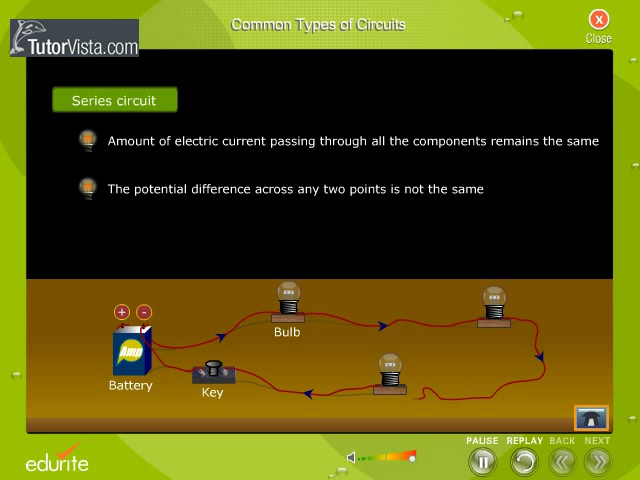 Common Types of Circuits
X
Close
TutorVista.com
Series circuit
Amount of electric current passing through all the components remains the same
The potential difference across any two points is not the same
+ -
Bulb
Amp
Battery
Key
PAUSE REPLAY BACK NEXT
edurite